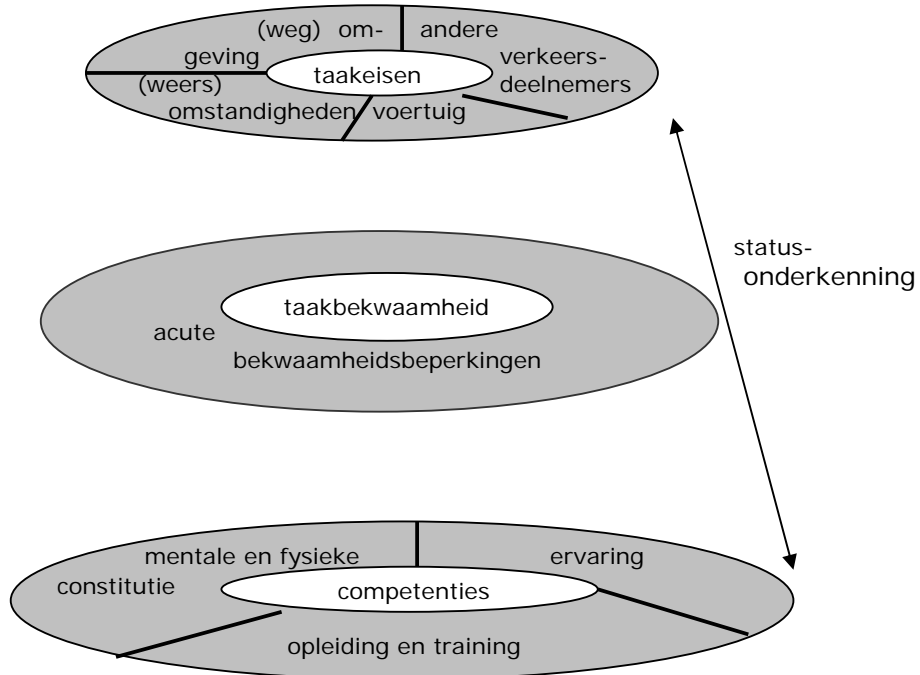 (weg) om-
geving
andere
verkeers-
deelnemers
taakeisen
(weers)
omstandigheden
voertuig
status-
onderkenning
taakbekwaamheid
acute
bekwaamheidsbeperkingen
mentale en fysieke
constitutie
ervaring
competenties
opleiding en training